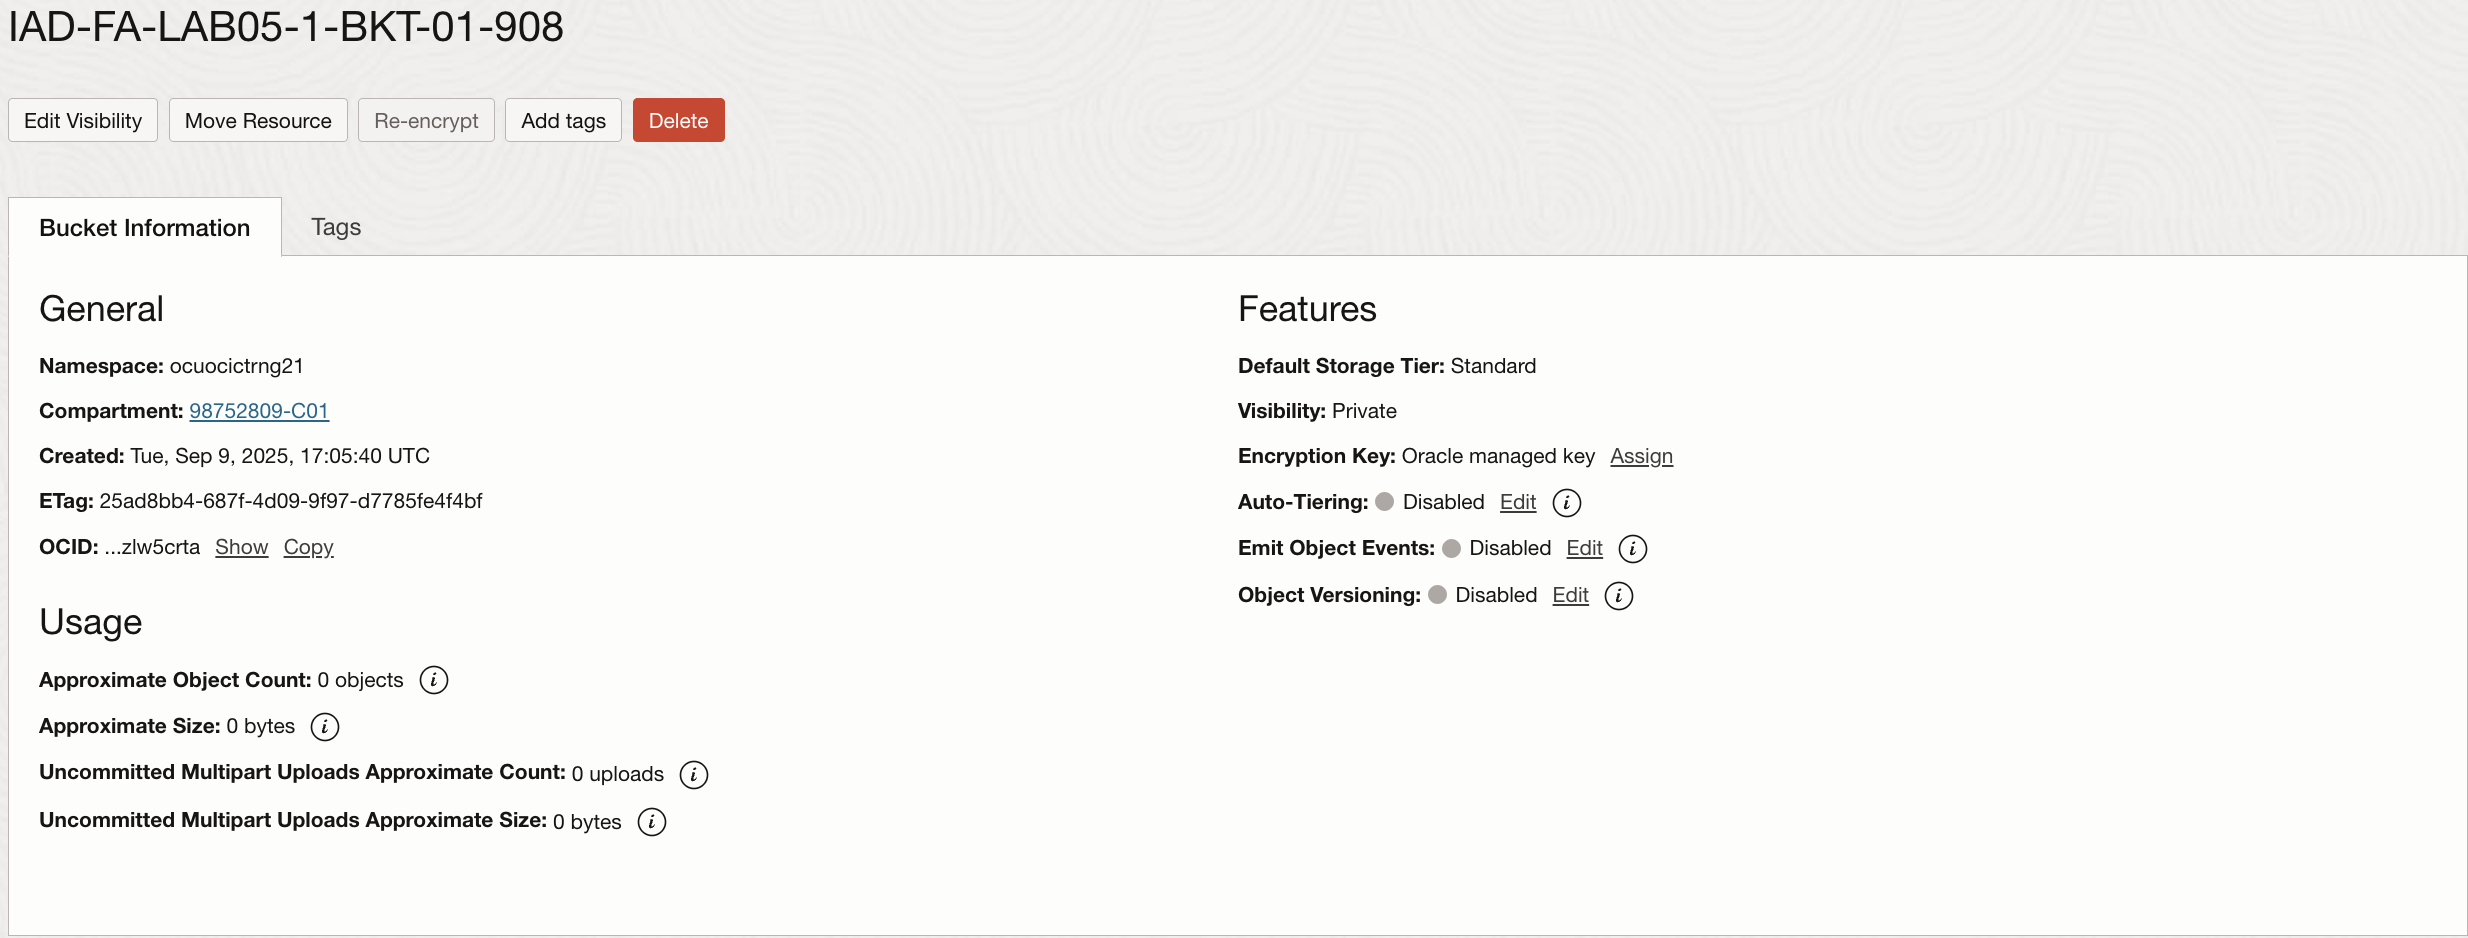 IAD-FA-LAB05-1-BKT-01-908
Edit Visibility Move Resource Re-encrypt Add tags Delete
Bucket Information Tags
General
Namespace: ocuocictrng21
Compartment: 98752809-C01
Created: Tue, Sep 9, 2025, 17:05:40 UTC
ETag: 25ad8bb4-687f-4d09-9f97-d7785fe4f4bf
OCID: ...zlw5crta Show Copy
Usage
Approximate Object Count: 0 objects i
Approximate Size: 0 bytes i
Uncommitted Multipart Uploads Approximate Count: 0 uploads i
Uncommitted Multipart Uploads Approximate Size: 0 bytes i
Features
Default Storage Tier: Standard
Visibility: Private
Encryption Key: Oracle managed key Assign
Auto-Tiering: Disabled Edit i
Emit Object Events: Disabled Edit i
Object Versioning: Disabled Edit i